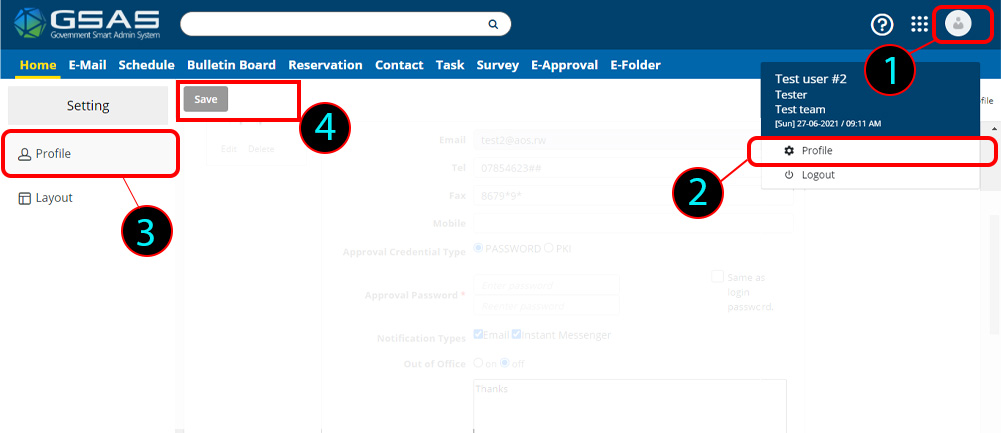 GSAS
Government Smart Admin System
1
Home E-Mail Schedule Bulletin Board Reservation Contact Task Survey E-Approval E-Folder
Setting
Save
4
Test user #2
Tester
Test team
[Sun] 27-06-2021 / 09:11 AM
Profile
Logout
2
Profile
3
Layout
Edit Delete
Email test2@aos.rw
Tel 07854623##
Fax 8679*9*
Mobile
Approval Credential Type PASSWORD PKI
Approval Password * Enter password
Reenter password
Same as
login
password.
Notification Types Email Instant Messenger
Out of Office on off
Thanks